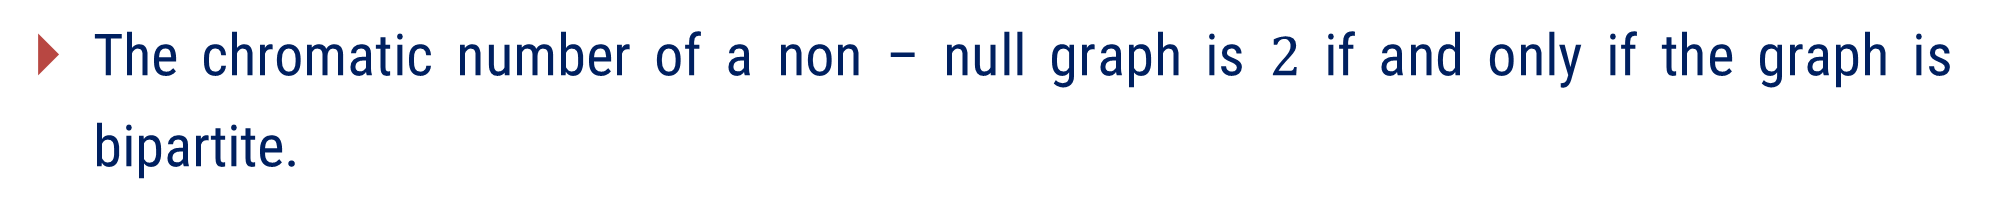 The chromatic number of a non – null graph is 2 if and only if the graph is
bipartite.